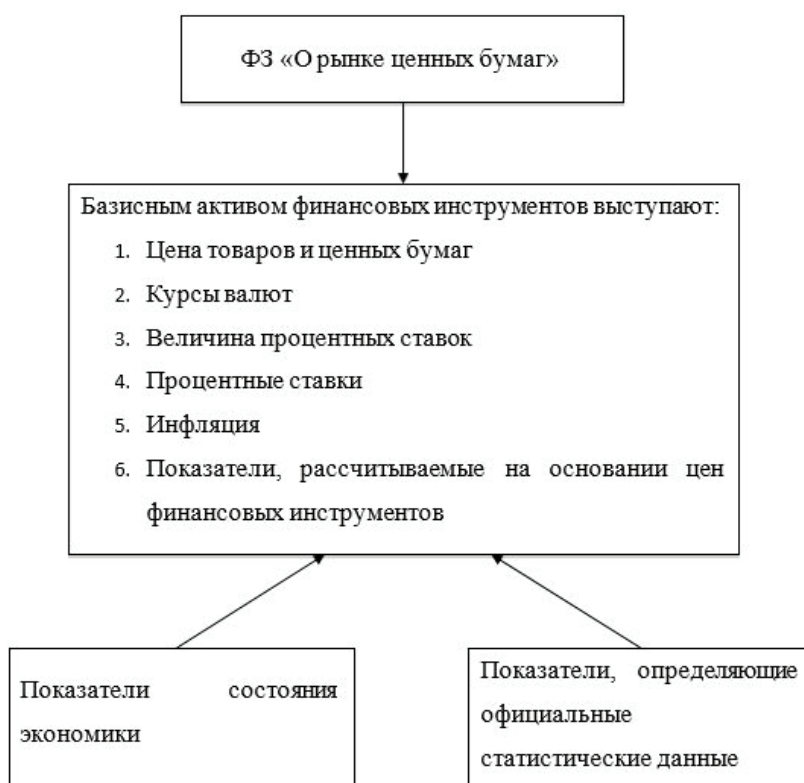 ФЗ «О рынке ценных бумаг»
Базисным активом финансовых инструментов выступают:
1. Цена товаров и ценных бумаг
2. Курсы валют
3. Величина процентных ставок
4. Процентные ставки
5. Инфляция
6. Показатели, рассчитываемые на основании цен
финансовых инструментов
Показатели состояния
экономики
Показатели, определяющие
официальные
статистические данные